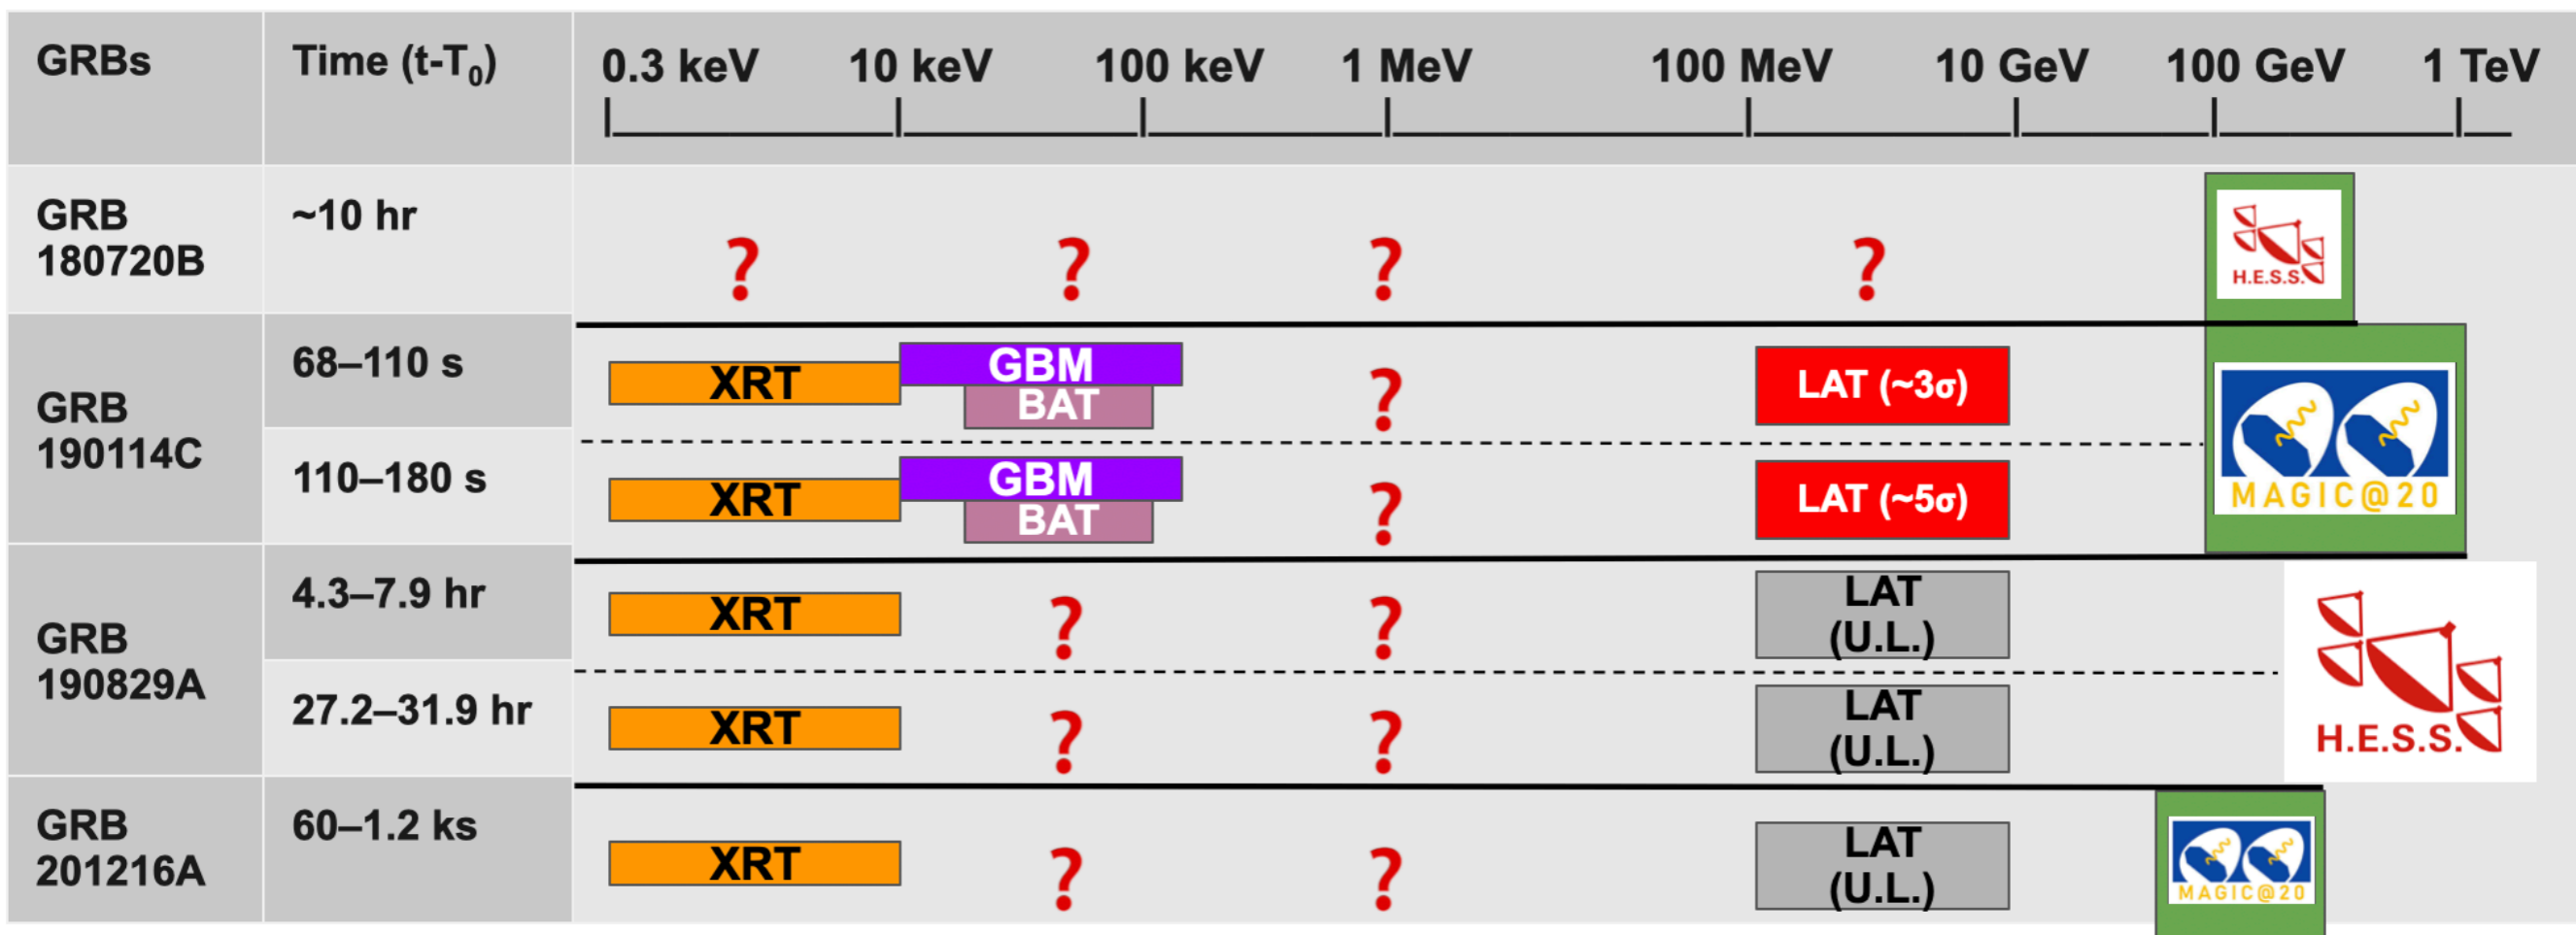 GRBs
Time (t-T₀)
0.3 keV 10 keV 100 keV 1 MeV 100 MeV 10 GeV 100 GeV 1 TeV
GRB
180720B
~10 hr
? ? ? ?
H.E.S.S.
GRB
190114C
68–110 s
XRT GBM ? LAT (~3σ)
BAT
110–180 s
XRT GBM ? LAT (~5σ)
BAT
MAGIC@20
GRB
190829A
4.3–7.9 hr
XRT ? ? LAT
(U.L.)
27.2–31.9 hr
XRT ? ? LAT
(U.L.)
H.E.S.S.
GRB
201216A
60–1.2 ks
XRT ? ? LAT
(U.L.)
MAGIC@20